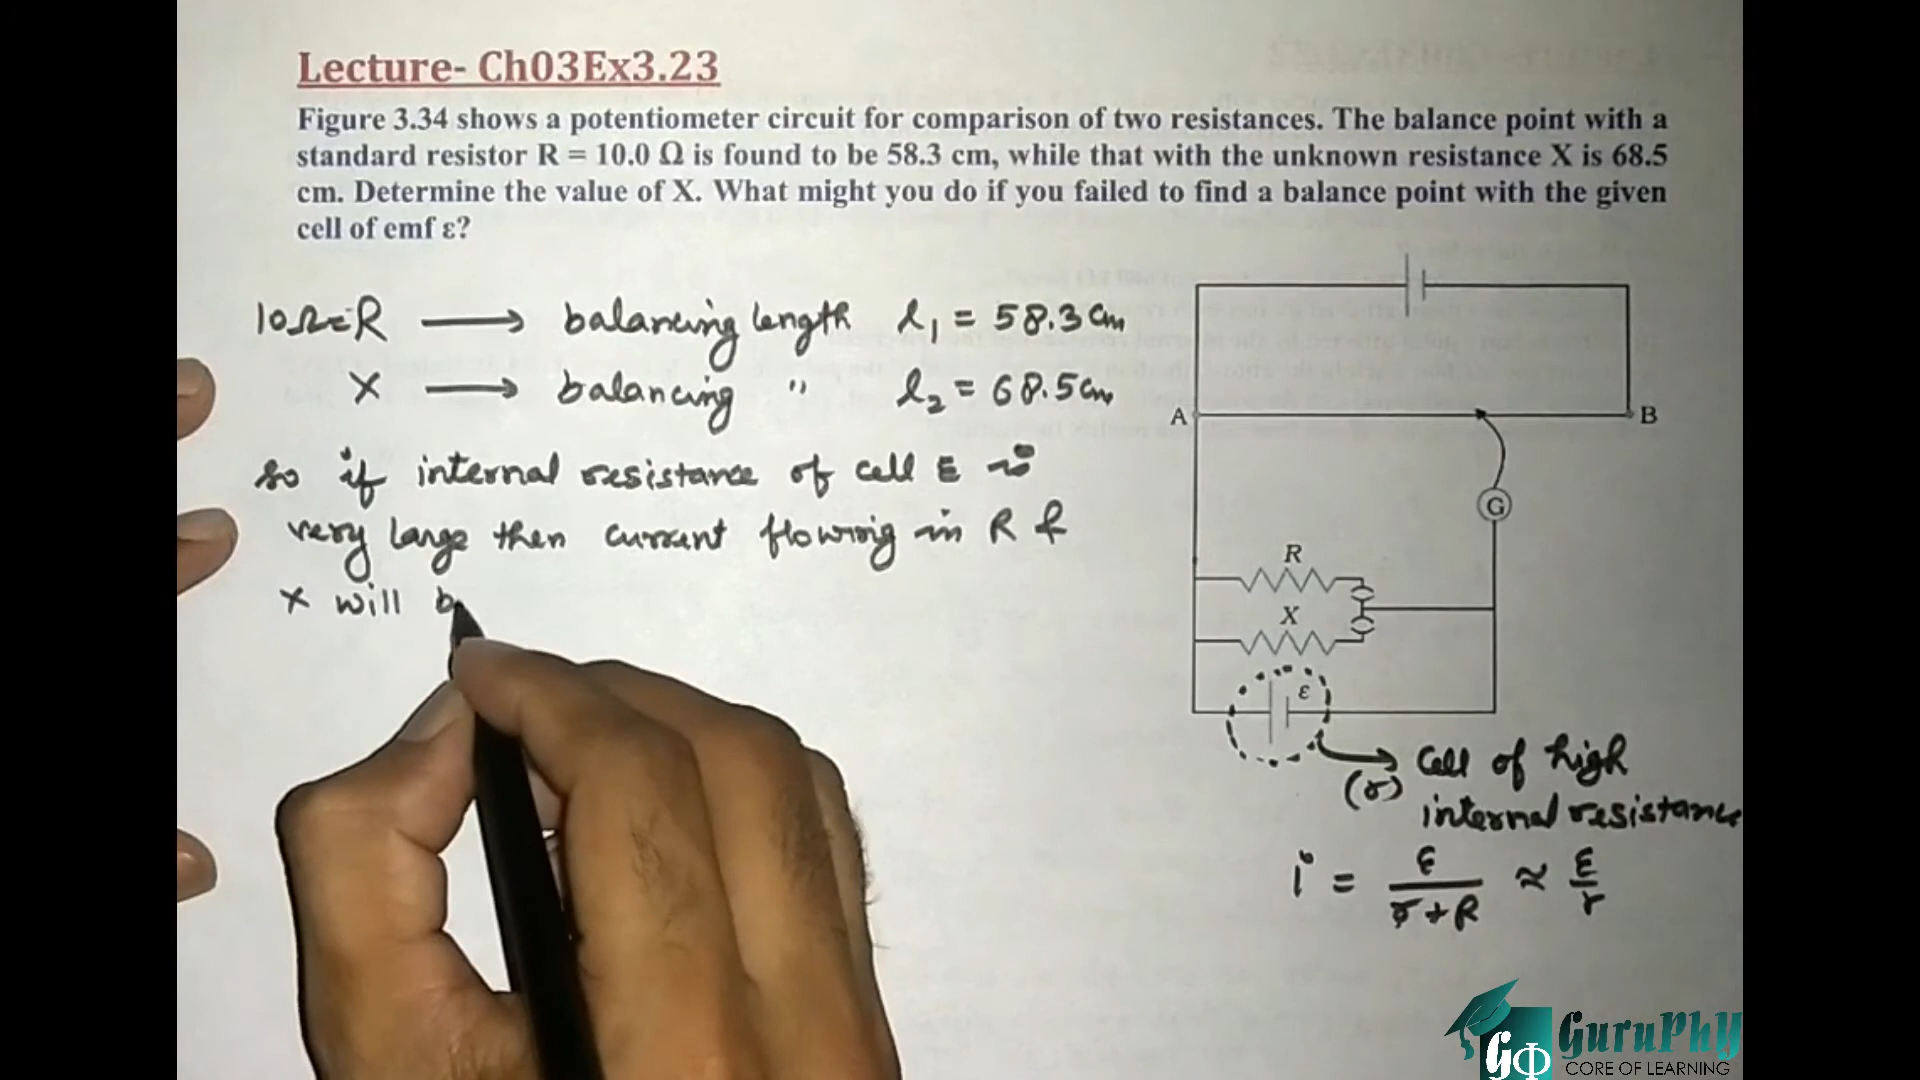 Lecture- Ch03Ex3.23
Figure 3.34 shows a potentiometer circuit for comparison of two resistances. The balance point with a
standard resistor R = 10.0 Ω is found to be 58.3 cm, while that with the unknown resistance X is 68.5
cm. Determine the value of X. What might you do if you failed to find a balance point with the given
cell of emf ε?
10Ω=R → balancing length l₁ = 58.3 cm
X → balancing " l₂ = 68.5 cm
so if internal resistance of cell E is
very large then current flowing in R &
X will b
A
B
G
R
X
ε
(r)
cell of high
internal resistance
i = ε/(r+R) ≈ E/r
GuruPhy
GΦ
CORE OF LEARNING